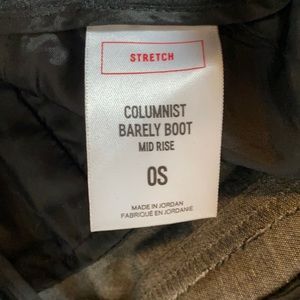 STRETCH
COLUMNIST
BARELY BOOT
MID RISE
0S
MADE IN JORDAN
FABRIQUÉ EN JORDANIE